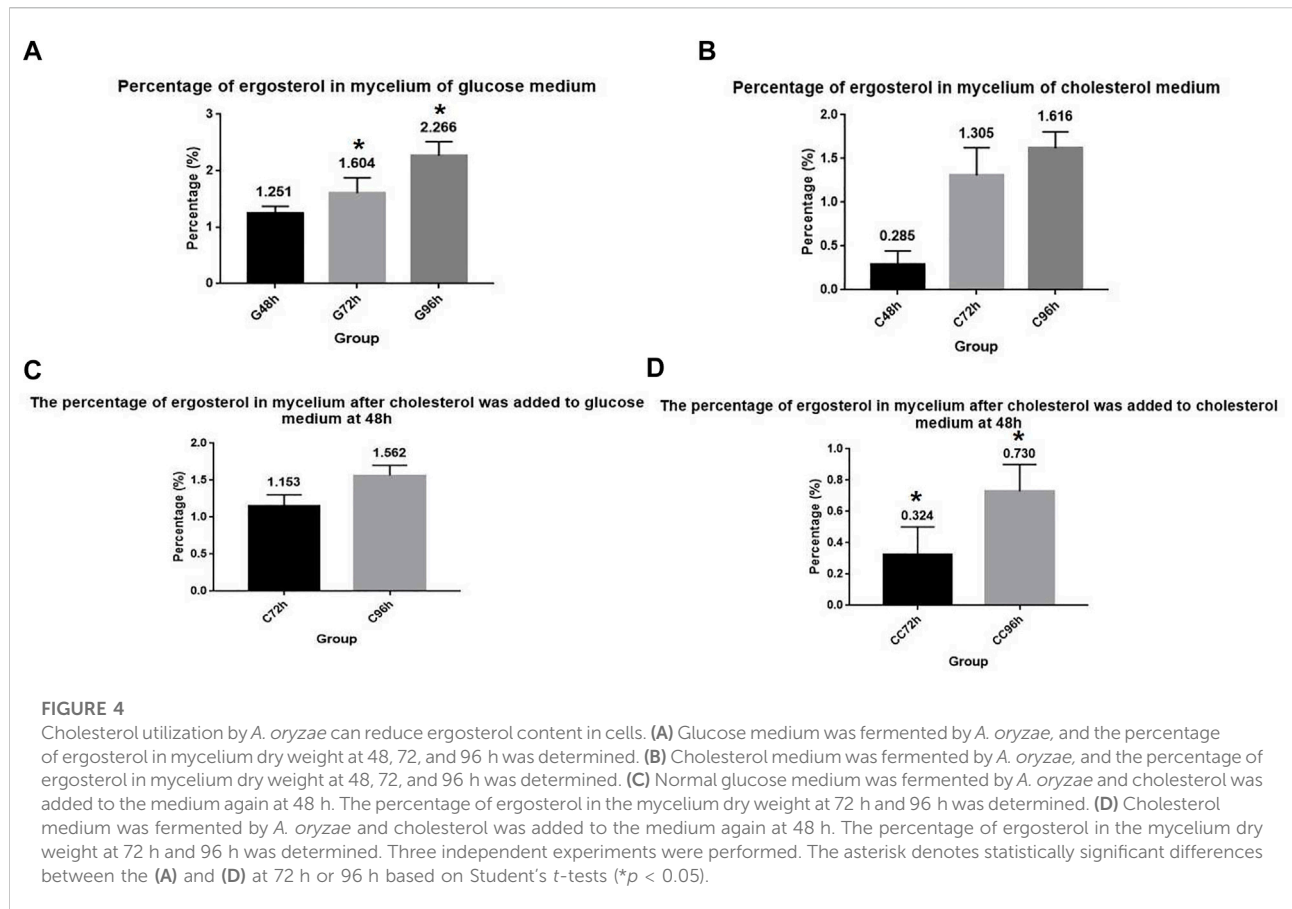 A
Percentage of ergosterol in mycelium of glucose medium
3
2
1
0
Percentage (%)
1.251
*
1.604
*
2.266
G48h
G72h
G96h
Group
B
Percentage of ergosterol in mycelium of cholesterol medium
2.0
1.5
1.0
0.5
0.0
Percentage (%)
0.285
1.305
1.616
C48h
C72h
C96h
Group
C
The percentage of ergosterol in mycelium after cholesterol was added to glucose
medium at 48h
2.0
1.5
1.0
0.5
0.0
Percentage (%)
1.153
1.562
C72h
C96h
Group
D
The percentage of ergosterol in mycelium after cholesterol was added to cholesterol
medium at 48h
1.0
0.8
0.6
0.4
0.2
0.0
Percentage (%)
*
0.324
*
0.730
CC72h
CC96h
Group
FIGURE 4
Cholesterol utilization by A. oryzae can reduce ergosterol content in cells. (A) Glucose medium was fermented by A. oryzae, and the percentage
of ergosterol in mycelium dry weight at 48, 72, and 96 h was determined. (B) Cholesterol medium was fermented by A. oryzae, and the percentage of
ergosterol in mycelium dry weight at 48, 72, and 96 h was determined. (C) Normal glucose medium was fermented by A. oryzae and cholesterol was
added to the medium again at 48 h. The percentage of ergosterol in the mycelium dry weight at 72 h and 96 h was determined. (D) Cholesterol
medium was fermented by A. oryzae and cholesterol was added to the medium again at 48 h. The percentage of ergosterol in the mycelium dry
weight at 72 h and 96 h was determined. Three independent experiments were performed. The asterisk denotes statistically significant differences
between the (A) and (D) at 72 h or 96 h based on Student's t-tests (*p < 0.05).